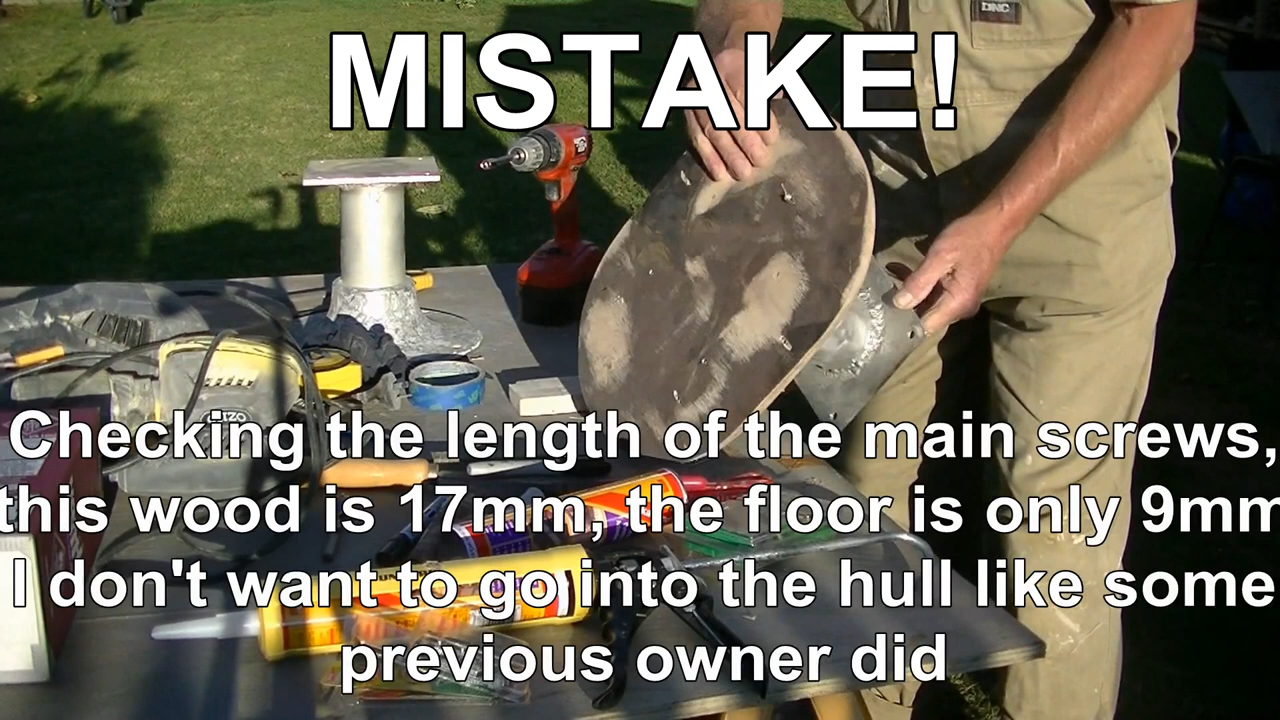 DNC
MISTAKE!
Checking the length of the main screws,
this wood is 17mm, the floor is only 9mm
I don't want to go into the hull like some
previous owner did